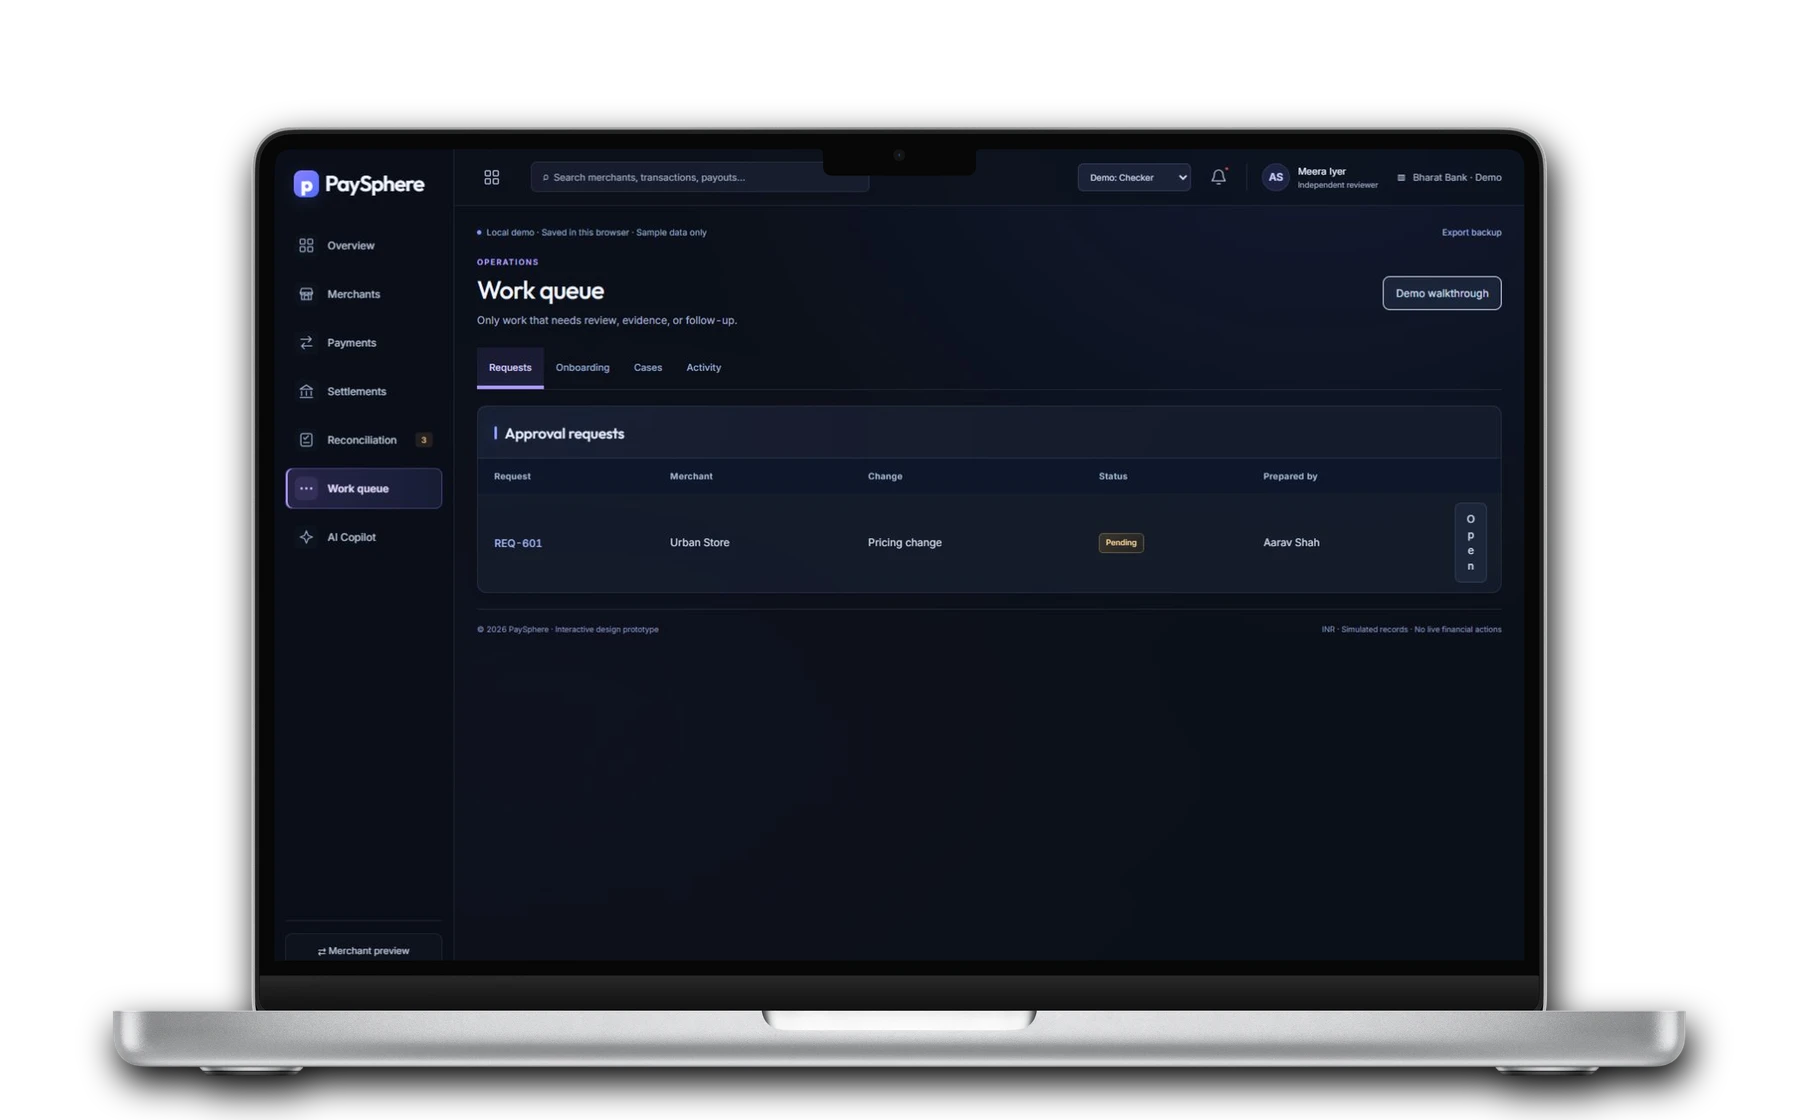 PaySphere
Search merchants, transactions, payouts...
Demo: Checker
AS
Meera Iyer
Independent reviewer
Bharat Bank · Demo
Overview
Merchants
Payments
Settlements
Reconciliation 3
Work queue
AI Copilot
⇄ Merchant preview
Local demo · Saved in this browser · Sample data only
Export backup
OPERATIONS
Work queue
Demo walkthrough
Only work that needs review, evidence, or follow-up.
Requests Onboarding Cases Activity
Approval requests
Request Merchant Change Status Prepared by
REQ-601 Urban Store Pricing change Pending Aarav Shah
O
p
e
n
© 2026 PaySphere · Interactive design prototype
INR · Simulated records · No live financial actions